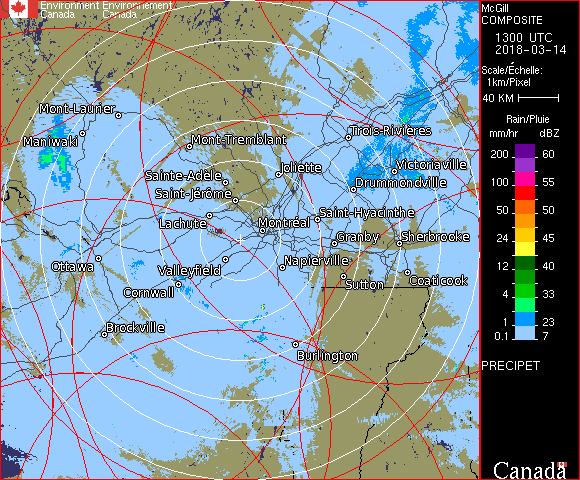 Environment Environnement
Canada Canada
McGill
COMPOSITE
1300 UTC
2018-03-14
Scale/Échelle:
1km/Pixel
40 KM
Rain/Pluie
mm/hr dBZ
200 60
100 55
50 50
24 45
12 40
4 33
1 23
0.1 7
PRECIPET
Canada
Mont-Laurier
Maniwaki
Mont-Tremblant
Trois-Rivières
Joliette
Victoriaville
Sainte-Adèle
Drummondville
Saint-Jérôme
Lachute
Saint-Hyacinthe
Montréal
Granby
Sherbrooke
Ottawa
Valleyfield
Napierville
Cornwall
Sutton
Coaticook
Brockville
Burlington